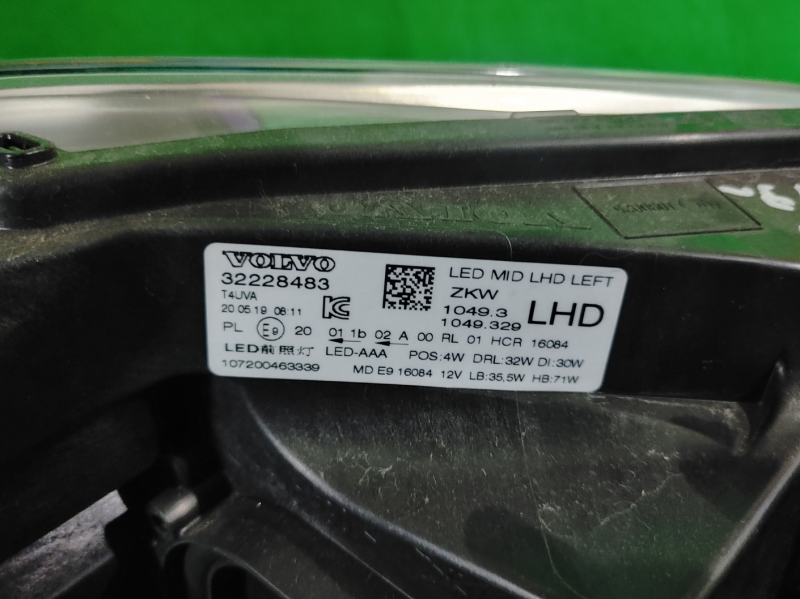 VOLVO
32228483
T4UVA
20 05 19 08:11
LED MID LHD LEFT
ZKW
1049.3
1049.329
LHD
PL E9 20 01 1b 02 A 00 RL 01 HCR 16084
LED前照灯 LED-AAA POS:4W DRL:32W DI:30W
107200463339 MD E9 16084 12V LB:35,5W HB:71W